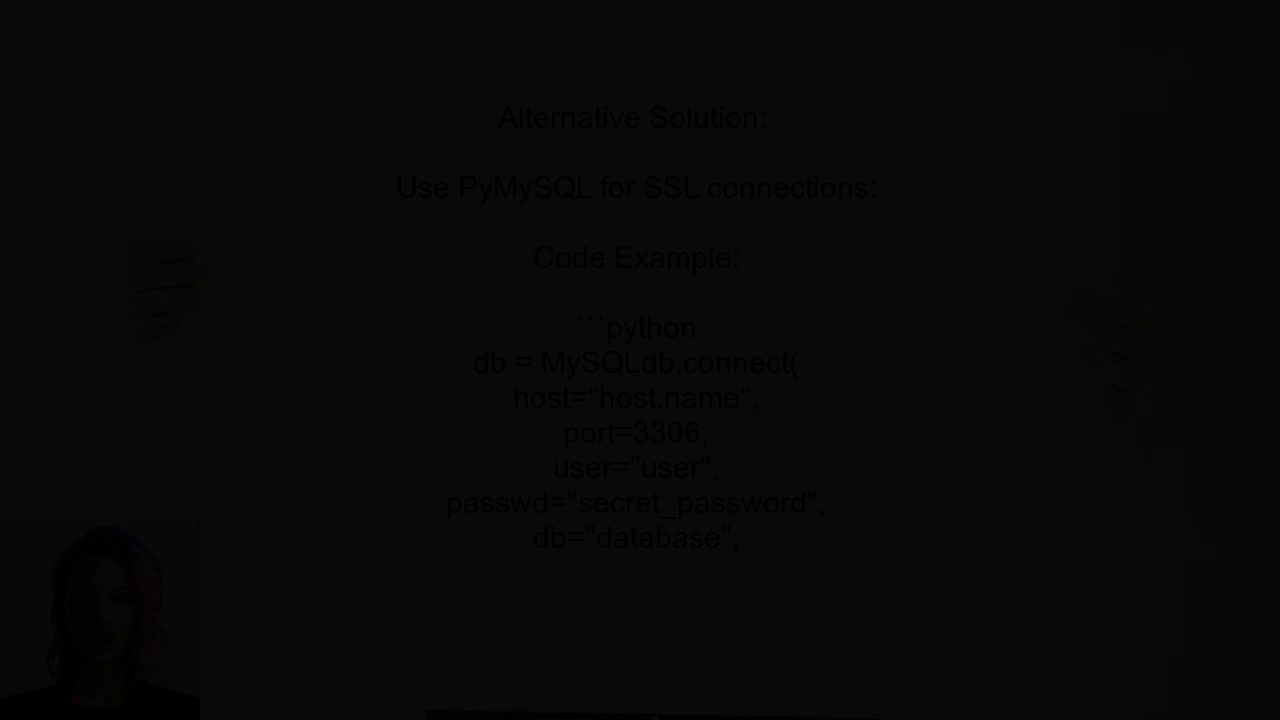 Alternative Solution:
Use PyMySQL for SSL connections:
Code Example:
```python
db = MySQLdb.connect(
host="host.name",
port=3306,
user="user",
passwd="secret_password",
db="database",